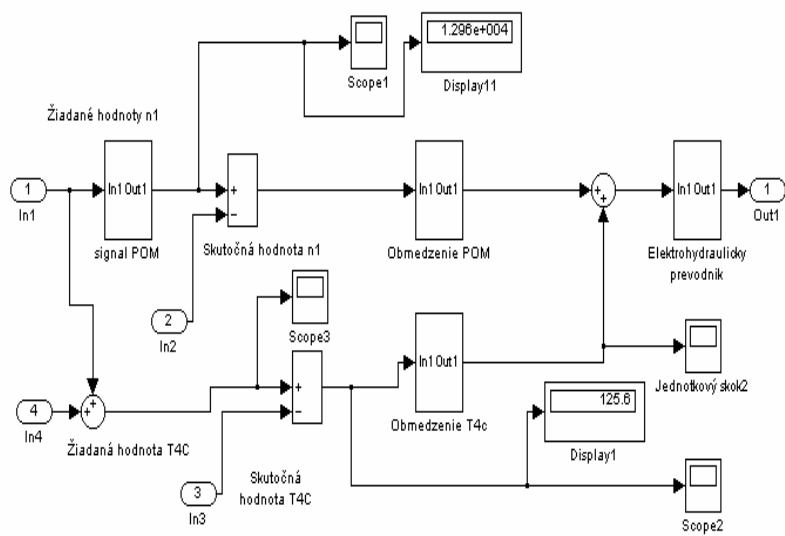 1.296e+004
Scope1
Display11
Žiadané hodnoty n1
1
In1
In1 Out1
signal POM
+
−
Skutočná hodnota n1
In1 Out1
Obmedzenie POM
+
+
In1 Out1
Elektrohydraulicky
prevodnik
1
Out1
2
In2
Scope3
In1 Out1
Obmedzenie T4c
Jednotkový skok2
4
In4
+
+
Žiadaná hodnota T4C
+
−
Skutočná
hodnota T4C
3
In3
125.6
Display1
Scope2